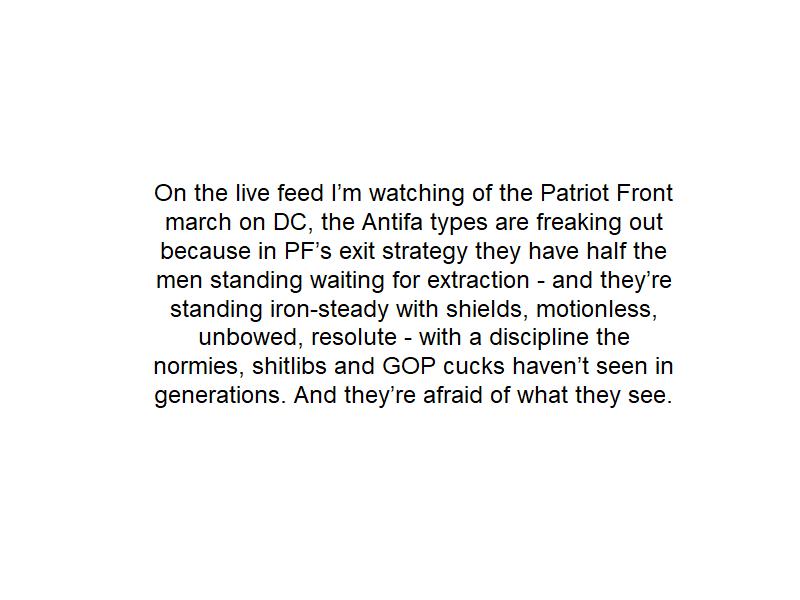 On the live feed I’m watching of the Patriot Front
march on DC, the Antifa types are freaking out
because in PF’s exit strategy they have half the
men standing waiting for extraction - and they’re
standing iron-steady with shields, motionless,
unbowed, resolute - with a discipline the
normies, shitlibs and GOP cucks haven’t seen in
generations. And they’re afraid of what they see.